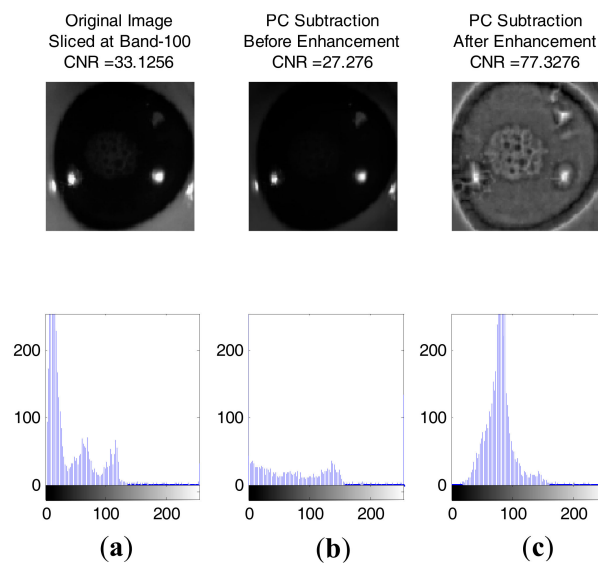 Original Image
Sliced at Band-100
CNR =33.1256
PC Subtraction
Before Enhancement
CNR =27.276
PC Subtraction
After Enhancement
CNR =77.3276
200
100
0
0 100 200
200
100
0
0 100 200
200
100
0
0 100 200
(a)
(b)
(c)